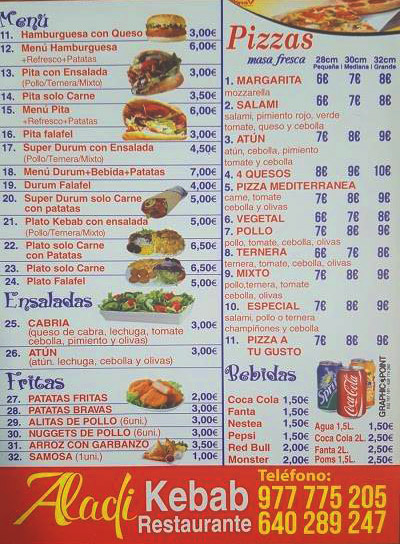 Menú
11. Hamburguesa con Queso 3,00€
12. Menú Hamburguesa 6,00€
+Refresco+Patatas
13. Pita con Ensalada 3,00€
(Pollo/Ternera/Mixto)
14. Pita solo Carne 3,50€
15. Menú Pita 6,00€
+Refresco+Patatas
16. Pita falafel 3,00€
17. Super Durum con Ensalada 4,50€
(Pollo/Ternera/Mixto)
18. Menú Durum+Bebida+Patatas 7,00€
19. Durum Falafel 4,00€
20. Super Durum solo Carne 5,00€
con patatas
21. Plato Kebab con ensalada 5,00€
(Pollo/Ternera/Mixto)
22. Plato solo Carne 6,50€
con Patatas
23. Plato solo Carne 6,50€
24. Plato Falafel 5,00€
Ensaladas
25. CABRIA 3,00€
(queso de cabra, lechuga, tomate
cebolla, pimiento y olivas)
26. ATÚN 3,00€
(atún. lechuga, cebolla y olivas)
Fritas
27. PATATAS FRITAS 2,00€
28. PATATAS BRAVAS 3,00€
29. ALITAS DE POLLO (6uni.) 3,00€
30. NUGGETS DE POLLO (6uni.) 3,00€
31. ARROZ CON GARBANZO 3,50€
32. SAMOSA (1uni.) 1,00€
Pizzas
masa fresca
28cm 30cm 32cm
Pequeña Mediana Grande
1. MARGARITA 6€ 7€ 8€
mozzarella
2. SALAMI 6€ 7€ 8€
salami, pimiento rojo, verde
tomate, queso y cebolla
3. ATÚN 7€ 8€ 9€
atún, cebolla, pimiento
tomate y cebolla
4. 4 QUESOS 8€ 9€ 10€
5. PIZZA MEDITERRANEA
carne, tomate 7€ 8€ 9€
cebolla y olivas
6. VEGETAL 6€ 7€ 8€
7. POLLO 7€ 8€ 9€
pollo, tomate, cebolla, olivas
8. TERNERA 6€ 7€ 8€
ternera, tomate, cebolla, olivas
9. MIXTO 7€ 8€ 9€
pollo,ternera, tomate
cebolla, olivas
10. ESPECIAL 7€ 8€ 9€
salami, pollo o ternera
champiñones y cebolla
11. PIZZA A 7€ 8€ 9€
TU GUSTO
Bebidas
Coca Cola 1,50€
Fanta 1,50€
Nestea 1,50€
Pepsi 1,50€
Red Bull 2,00€
Monster 2,00€
Agua 1,5L. 1,50€
Coca Cola 2L. 2,50€
Fanta 2L. 2,50€
Poms 1,5L. 2,50€
Sprite
Coca-Cola
GRAPHIC POINT
Aladi Kebab
Restaurante
Teléfono:
977 775 205
640 289 247